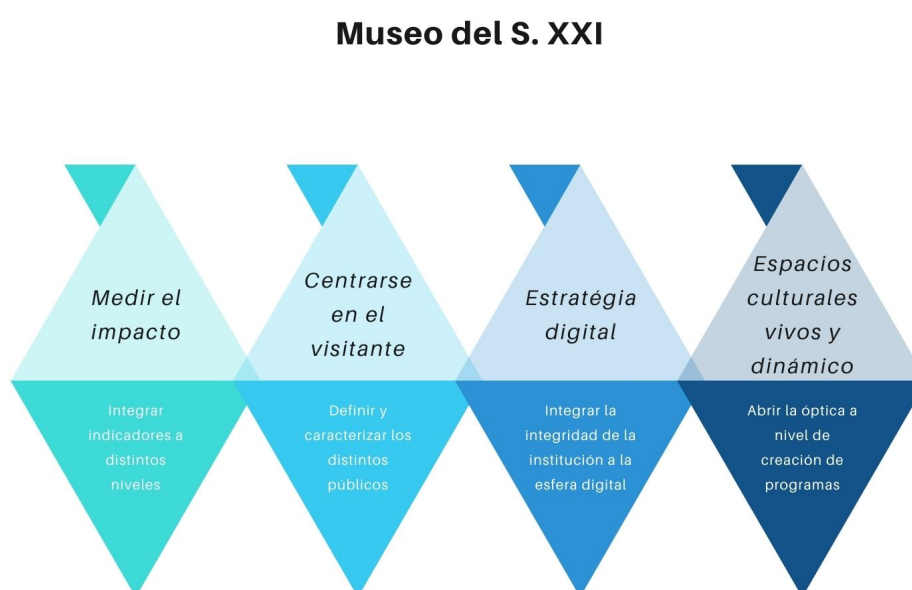 Museo del S. XXI
Medir el
impacto
Integrar
indicadores a
distintos
niveles
Centrarse
en el
visitante
Definir y
caracterizar los
distintos
públicos
Estratégia
digital
Integrar la
integridad de la
institución a la
esfera digital
Espacios
culturales
vivos y
dinámico
Abrir la óptica a
nivel de
creación de
programas